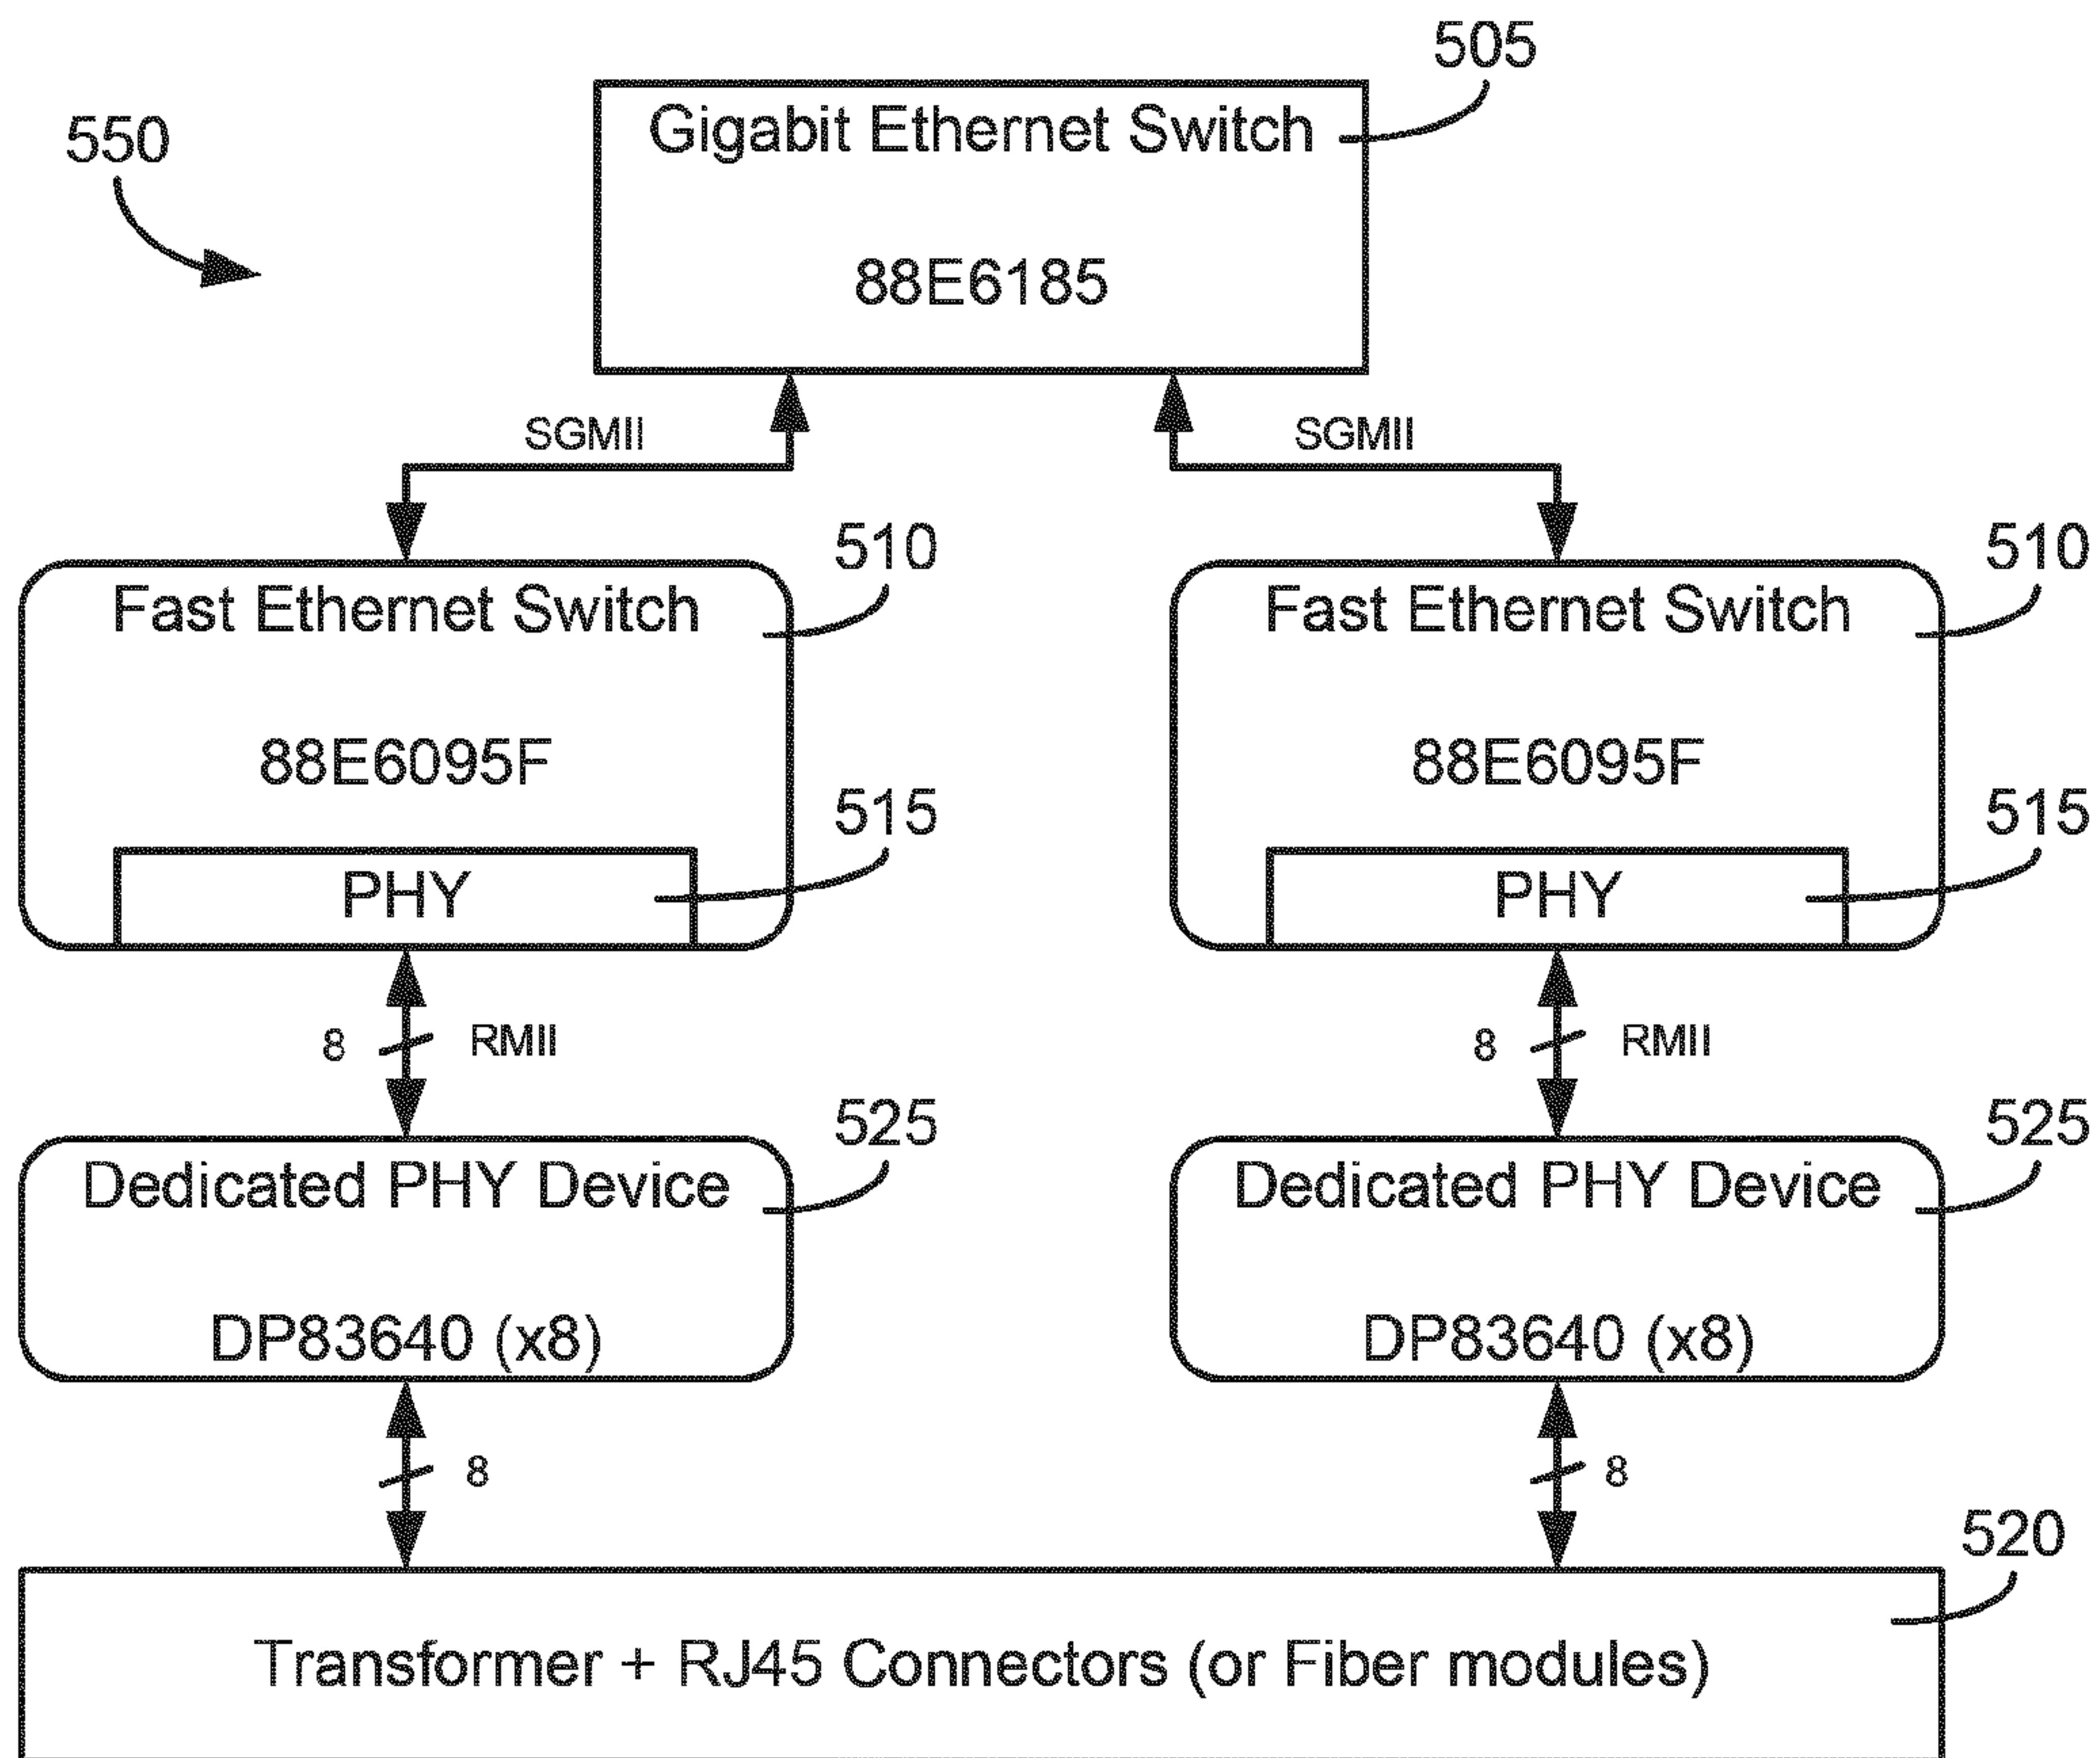 505
550
Gigabit Ethernet Switch
88E6185
SGMII
SGMII
510
510
Fast Ethernet Switch
Fast Ethernet Switch
88E6095F
88E6095F
515
515
PHY
PHY
8 RMII
8 RMII
525
525
Dedicated PHY Device
Dedicated PHY Device
DP83640 (x8)
DP83640 (x8)
8
8
520
Transformer + RJ45 Connectors (or Fiber modules)